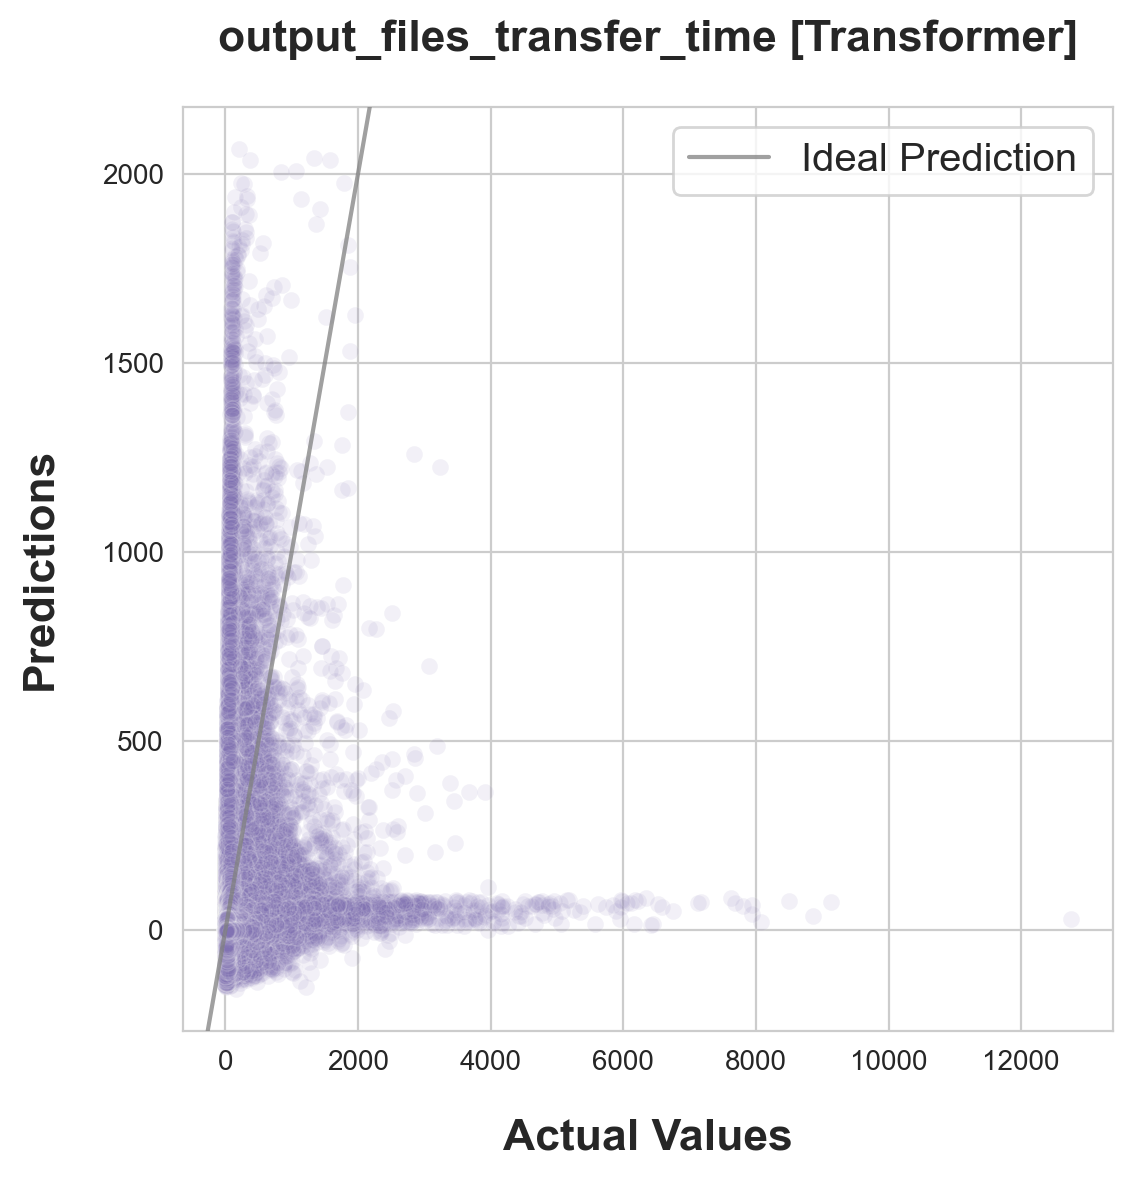 output_files_transfer_time [Transformer]
Ideal Prediction
Predictions
2000
1500
1000
500
0
0 2000 4000 6000 8000 10000 12000
Actual Values